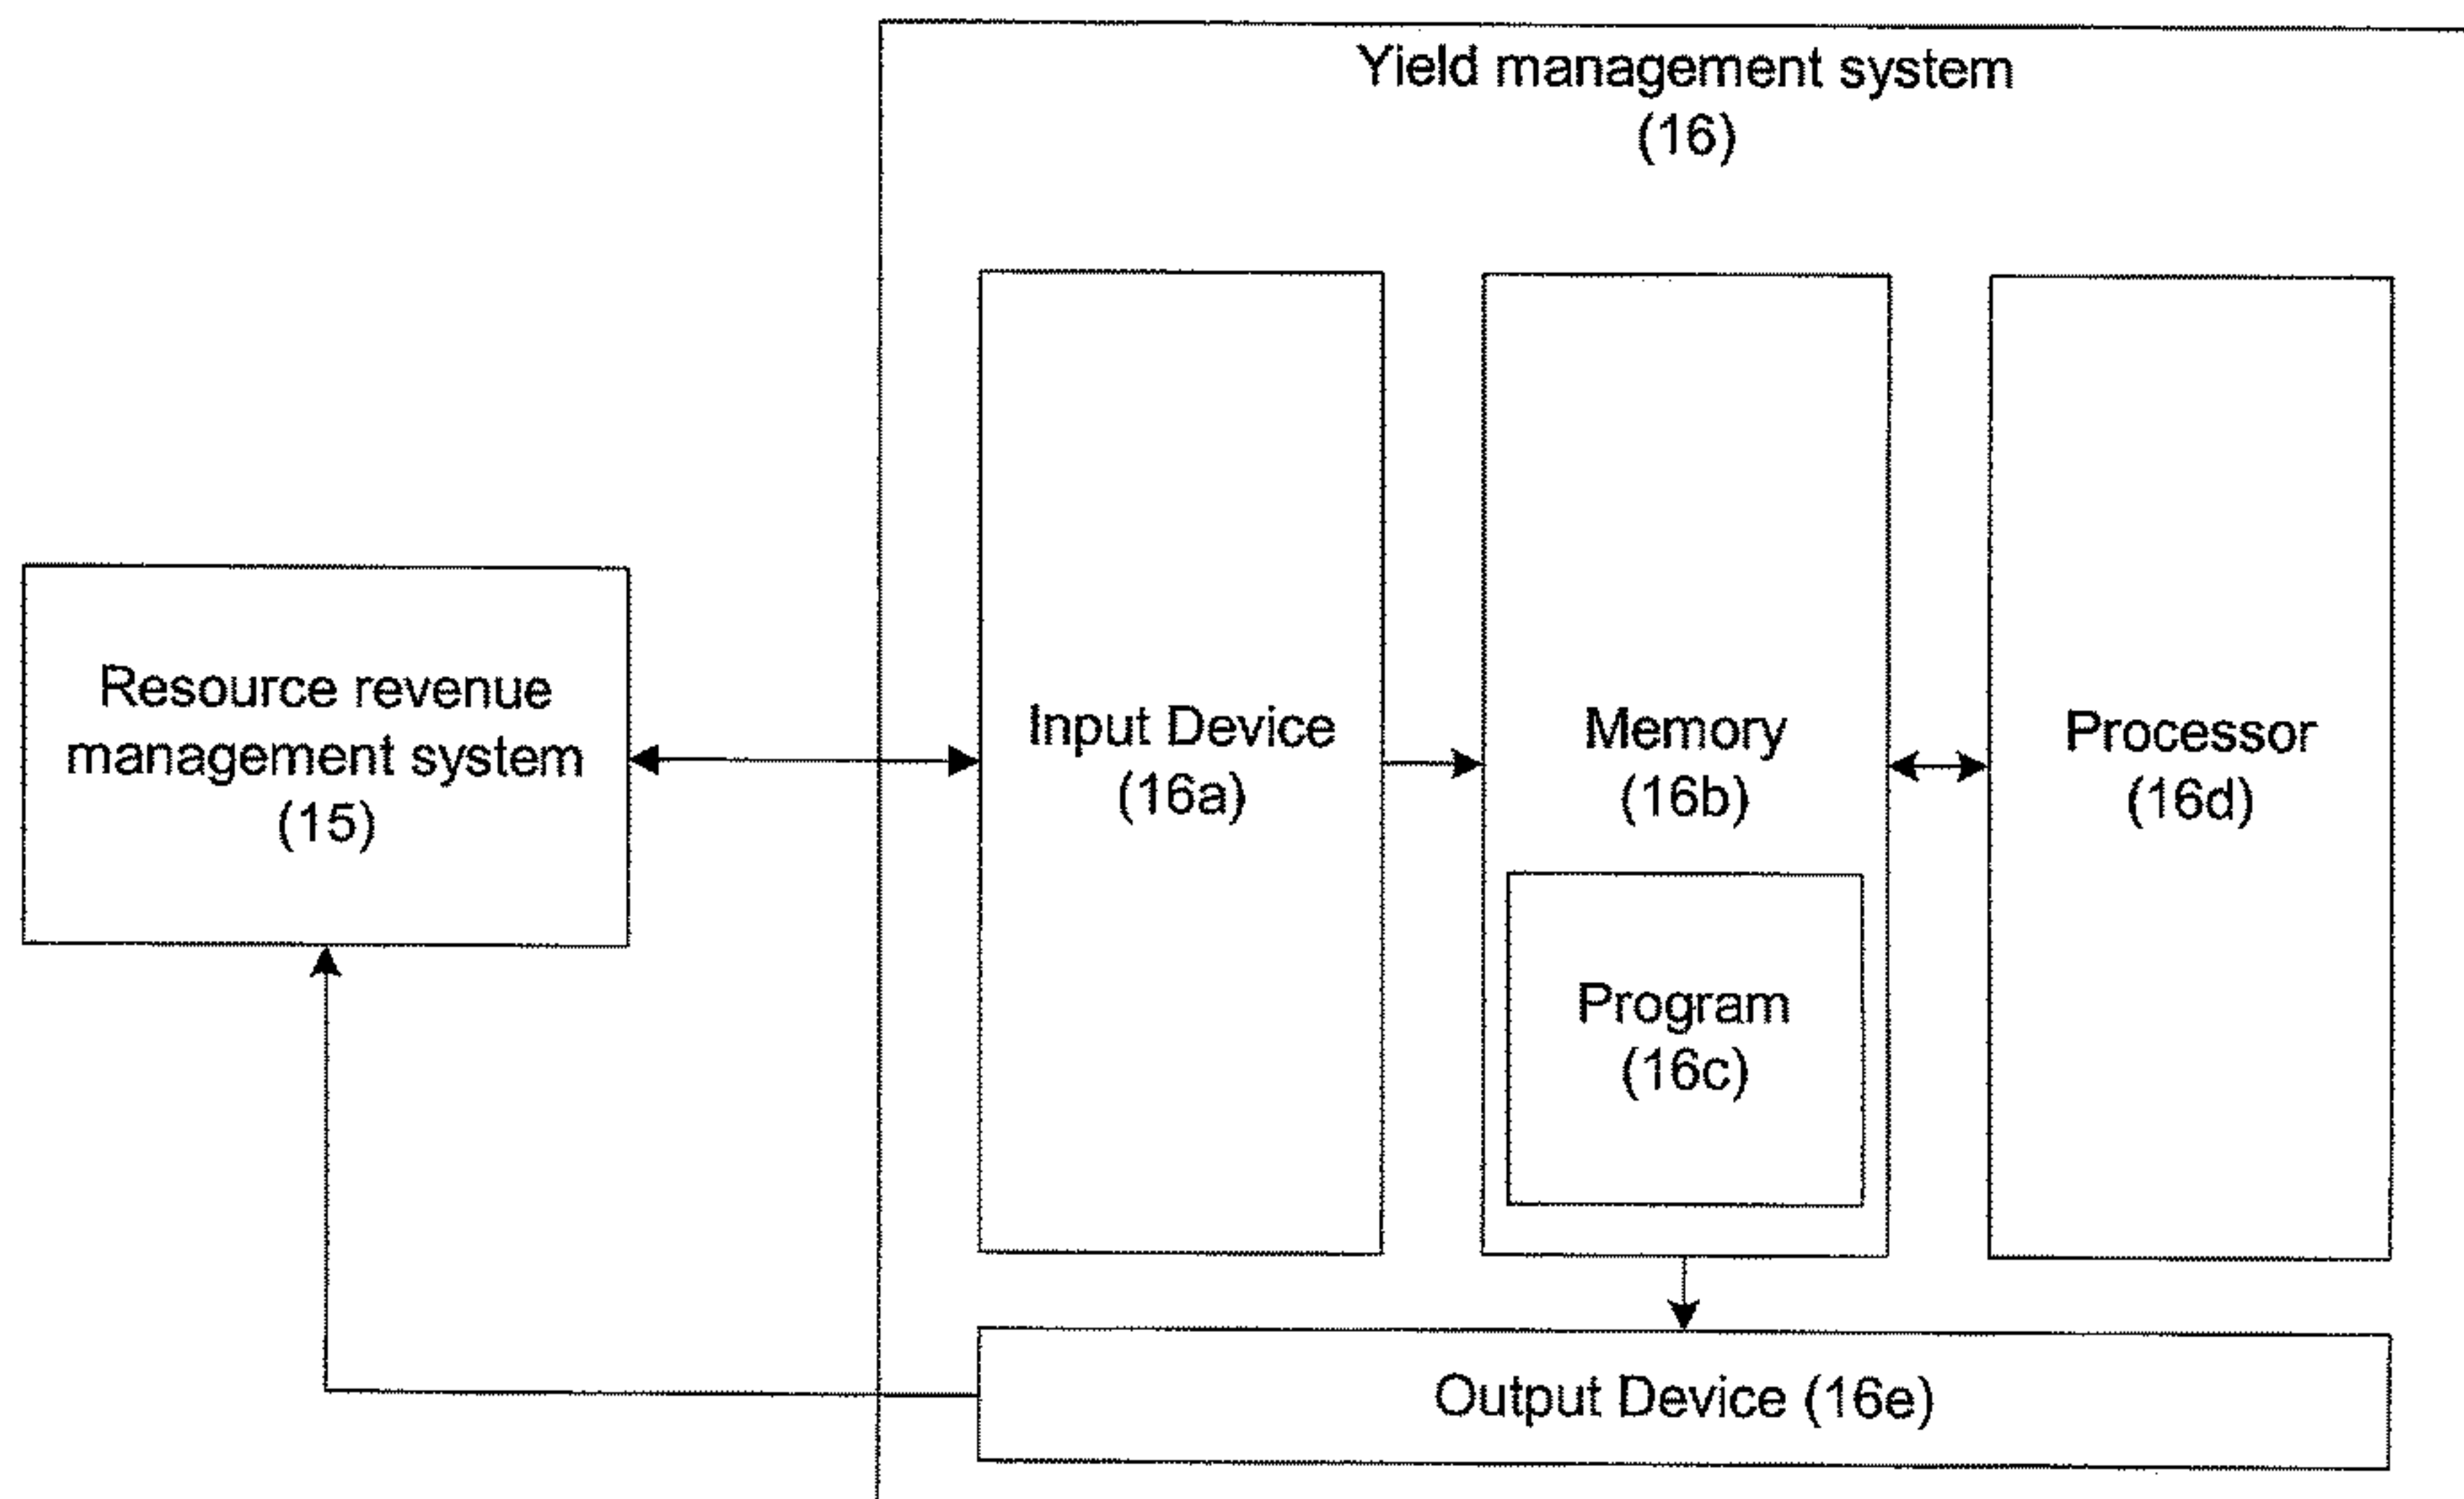 Yield management system
(16)
Resource revenue
management system
(15)
Input Device
(16a)
Memory
(16b)
Processor
(16d)
Program
(16c)
Output Device (16e)